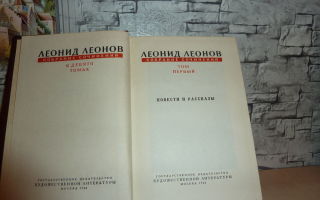 ЛЕОНИД ЛЕОНОВ
СОБРАНИЕ СОЧИНЕНИЙ
В ДЕВЯТИ
ТОМАХ
ГОСУДАРСТВЕННОЕ ИЗДАТЕЛЬСТВО
ХУДОЖЕСТВЕННОЙ ЛИТЕРАТУРЫ
МОСКВА
ЛЕОНИД ЛЕОНОВ
СОБРАНИЕ СОЧИНЕНИЙ
ТОМ
ПЕРВЫЙ
ПОВЕСТИ И РАССКАЗЫ
ГОСУДАРСТВЕННОЕ ИЗДАТЕЛЬСТВО
ХУДОЖЕСТВЕННОЙ ЛИТЕРАТУРЫ
МОСКВА